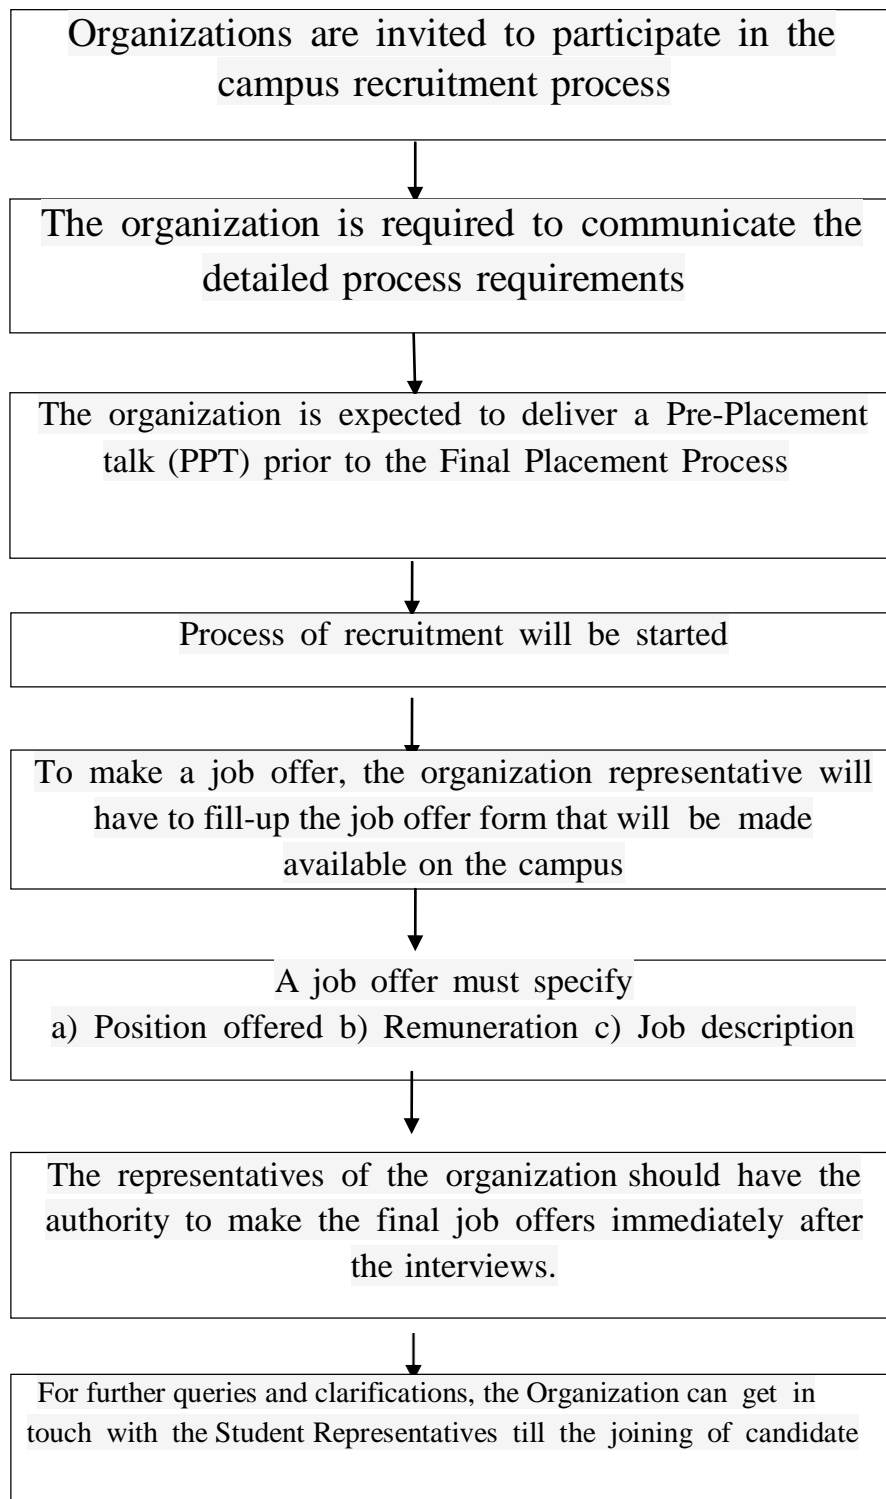 Organizations are invited to participate in the
campus recruitment process
The organization is required to communicate the
detailed process requirements
The organization is expected to deliver a Pre-Placement
talk (PPT) prior to the Final Placement Process
Process of recruitment will be started
To make a job offer, the organization representative will
have to fill-up the job offer form that will be made
available on the campus
A job offer must specify
a) Position offered b) Remuneration c) Job description
The representatives of the organization should have the
authority to make the final job offers immediately after
the interviews.
For further queries and clarifications, the Organization can get in
touch with the Student Representatives till the joining of candidate